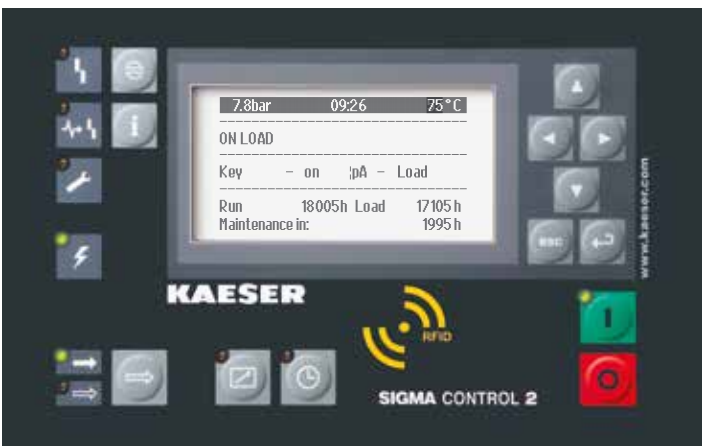 7.8bar 09:26 75°C
ON LOAD
Key - on ¦pA - Load
Run 18005h Load 17105h
Maintenance in: 1995h
esc
www.kaeser.com
KAESER
RFID
I
O
SIGMA CONTROL 2